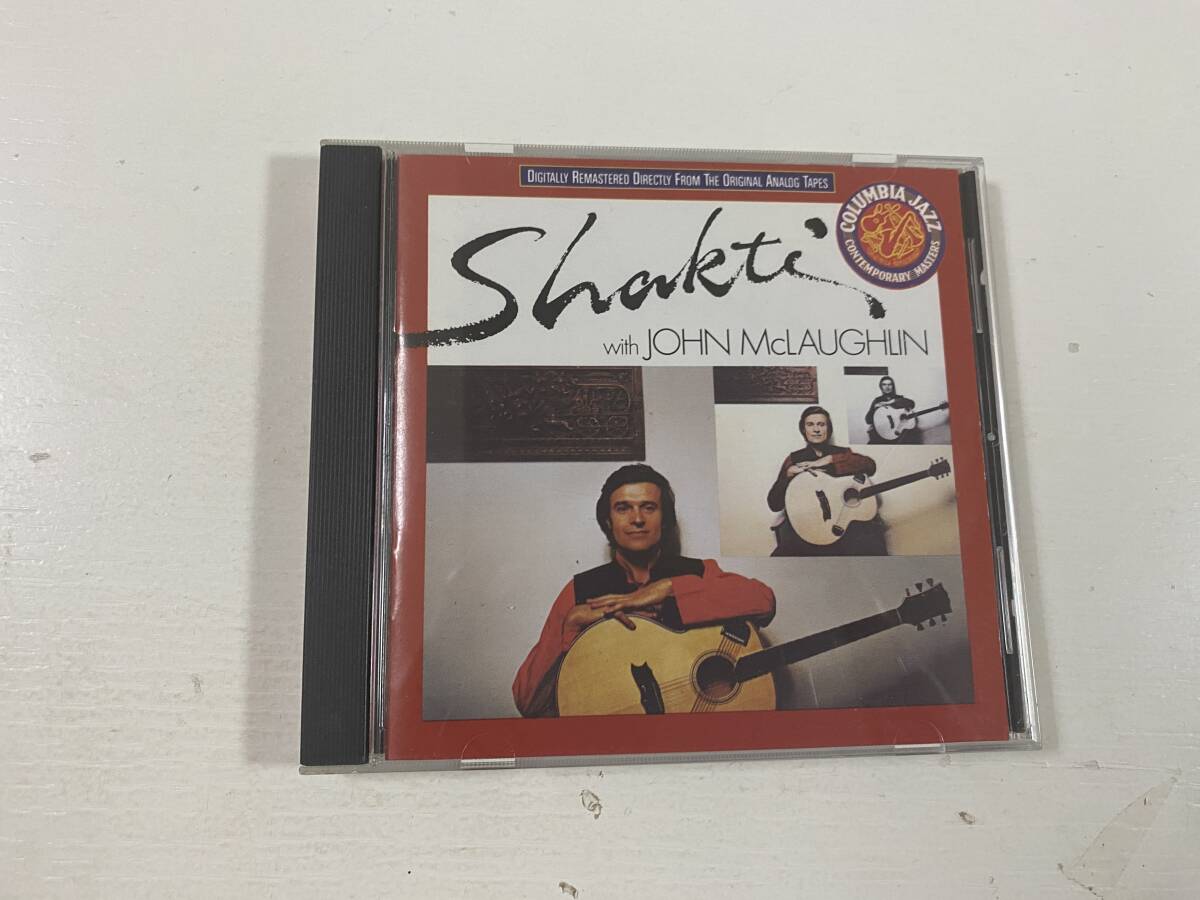 DIGITALLY REMASTERED DIRECTLY FROM THE ORIGINAL ANALOG TAPES
COLUMBIA JAZZ
CONTEMPORARY MASTERS
Shakti
with JOHN McLAUGHLIN